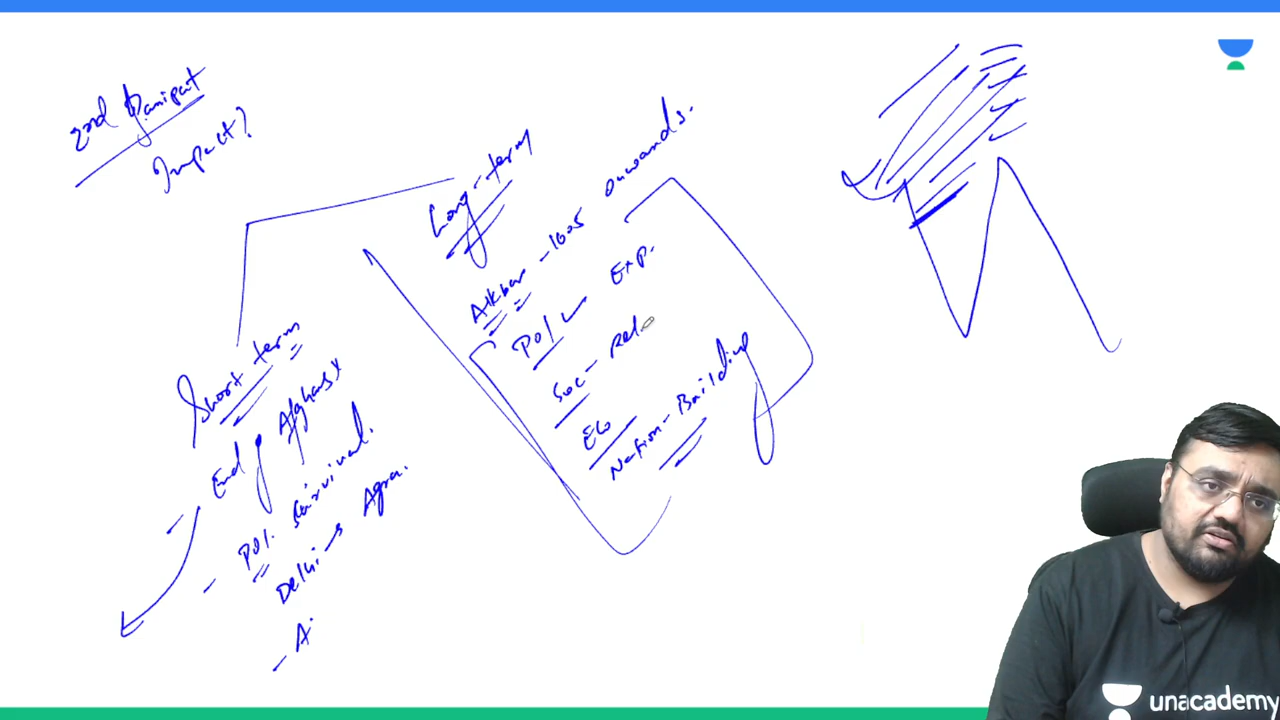 2nd Panipat
Impact?
Long-term
Akbar - 1605 onwards.
Pol ✓ Exp.
Soc - Rel
Eco
Nation-Building
Short term
End of Afghans x
- Pol. Survival.
Delhi → Agra.
- A
unacademy